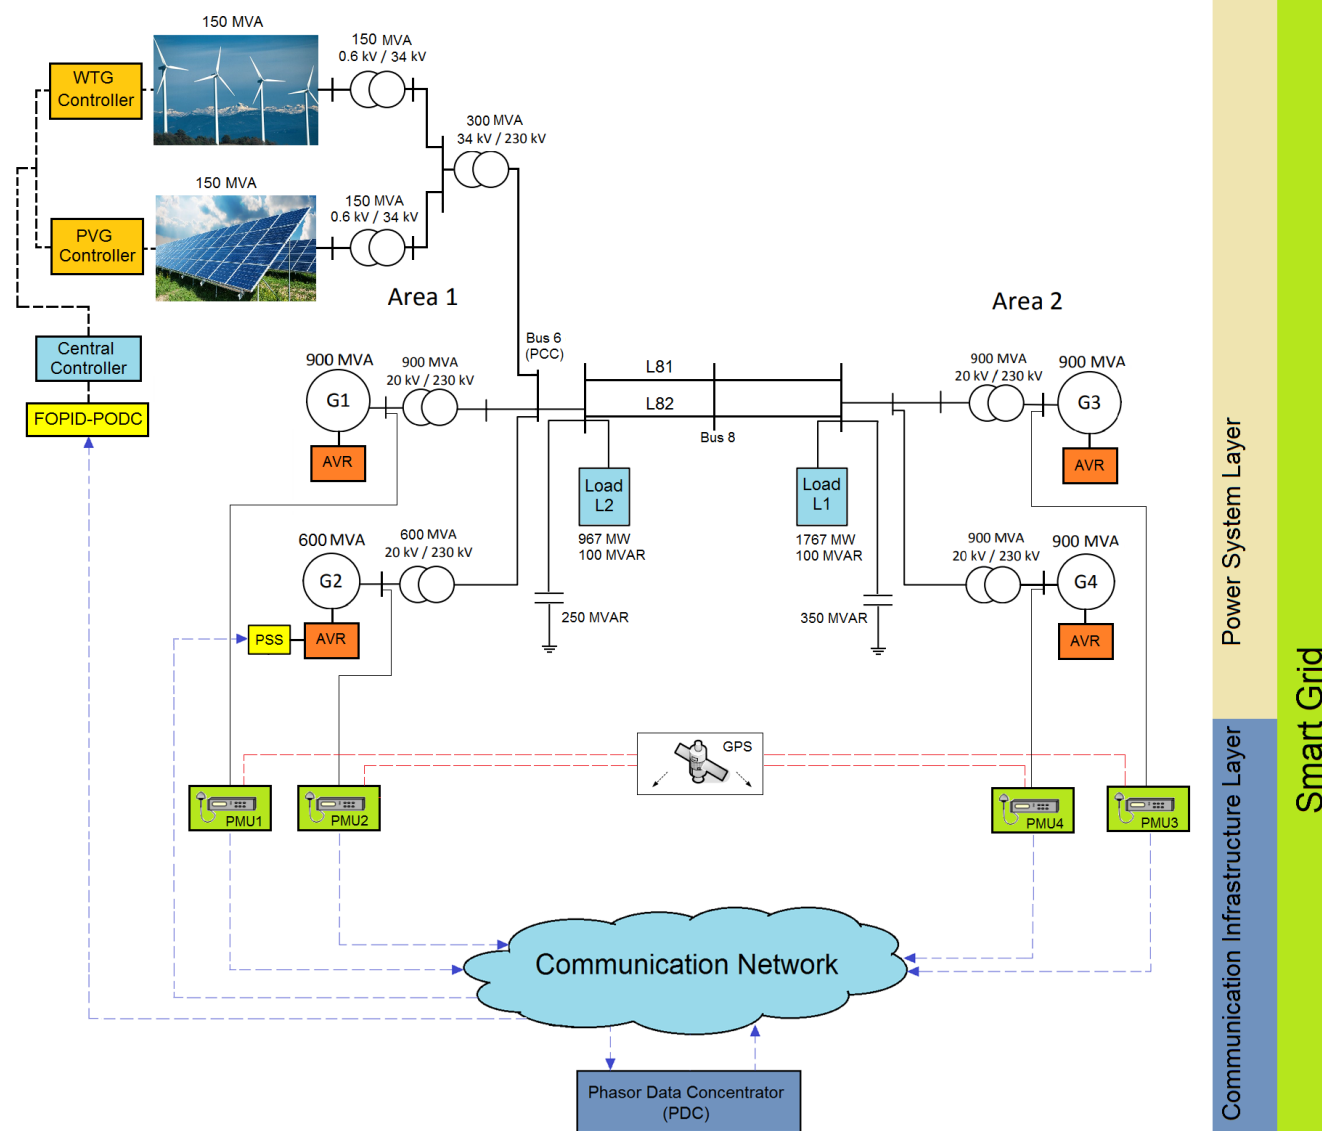 150 MVA
WTG
Controller
150 MVA
0.6 kV / 34 kV
300 MVA
34 kV / 230 kV
150 MVA
PVG
Controller
150 MVA
0.6 kV / 34 kV
Area 1
Area 2
Central
Controller
FOPID-PODC
Bus 6
(PCC)
900 MVA
G1
AVR
900 MVA
20 kV / 230 kV
L81
L82
Bus 8
900 MVA
20 kV / 230 kV
900 MVA
G3
AVR
Load
L2
967 MW
100 MVAR
Load
L1
1767 MW
100 MVAR
600 MVA
G2
AVR
PSS
600 MVA
20 kV / 230 kV
250 MVAR
350 MVAR
900 MVA
20 kV / 230 kV
900 MVA
G4
AVR
GPS
PMU1
PMU2
PMU4
PMU3
Communication Network
Phasor Data Concentrator
(PDC)
Power System Layer
Communication Infrastructure Layer
Smart Grid